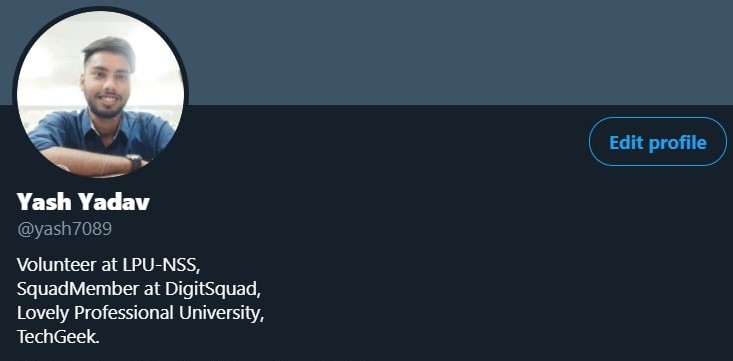 Edit profile
Yash Yadav
@yash7089
Volunteer at LPU-NSS,
SquadMember at DigitSquad,
Lovely Professional University,
TechGeek.